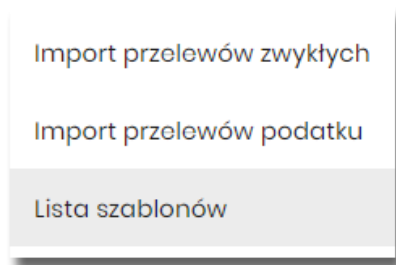 Import przelewów zwykłych
Import przelewów podatku
Lista szablonów